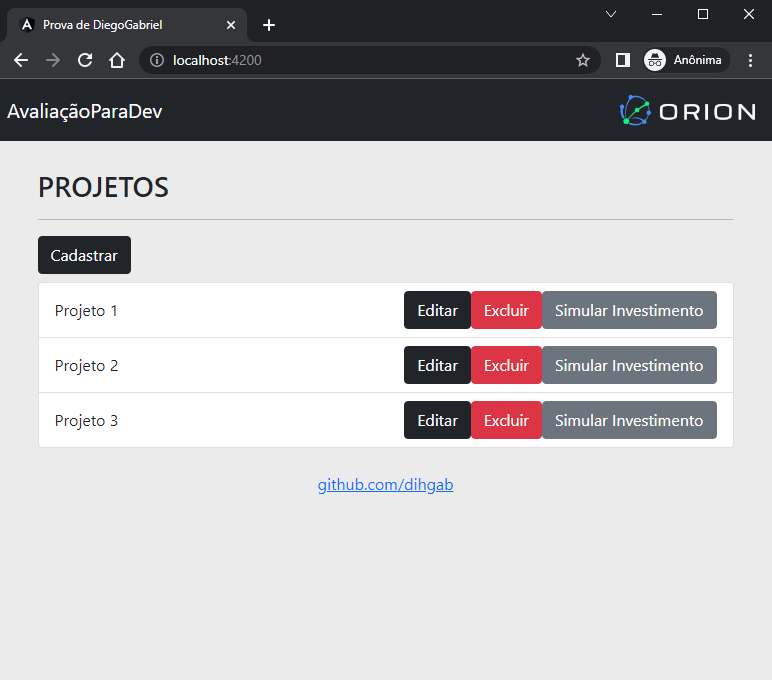 Prova de DiegoGabriel
localhost:4200
Anônima
AvaliaçãoParaDev
ORION
PROJETOS
Cadastrar
Projeto 1 Editar Excluir Simular Investimento
Projeto 2 Editar Excluir Simular Investimento
Projeto 3 Editar Excluir Simular Investimento
github.com/dihgab